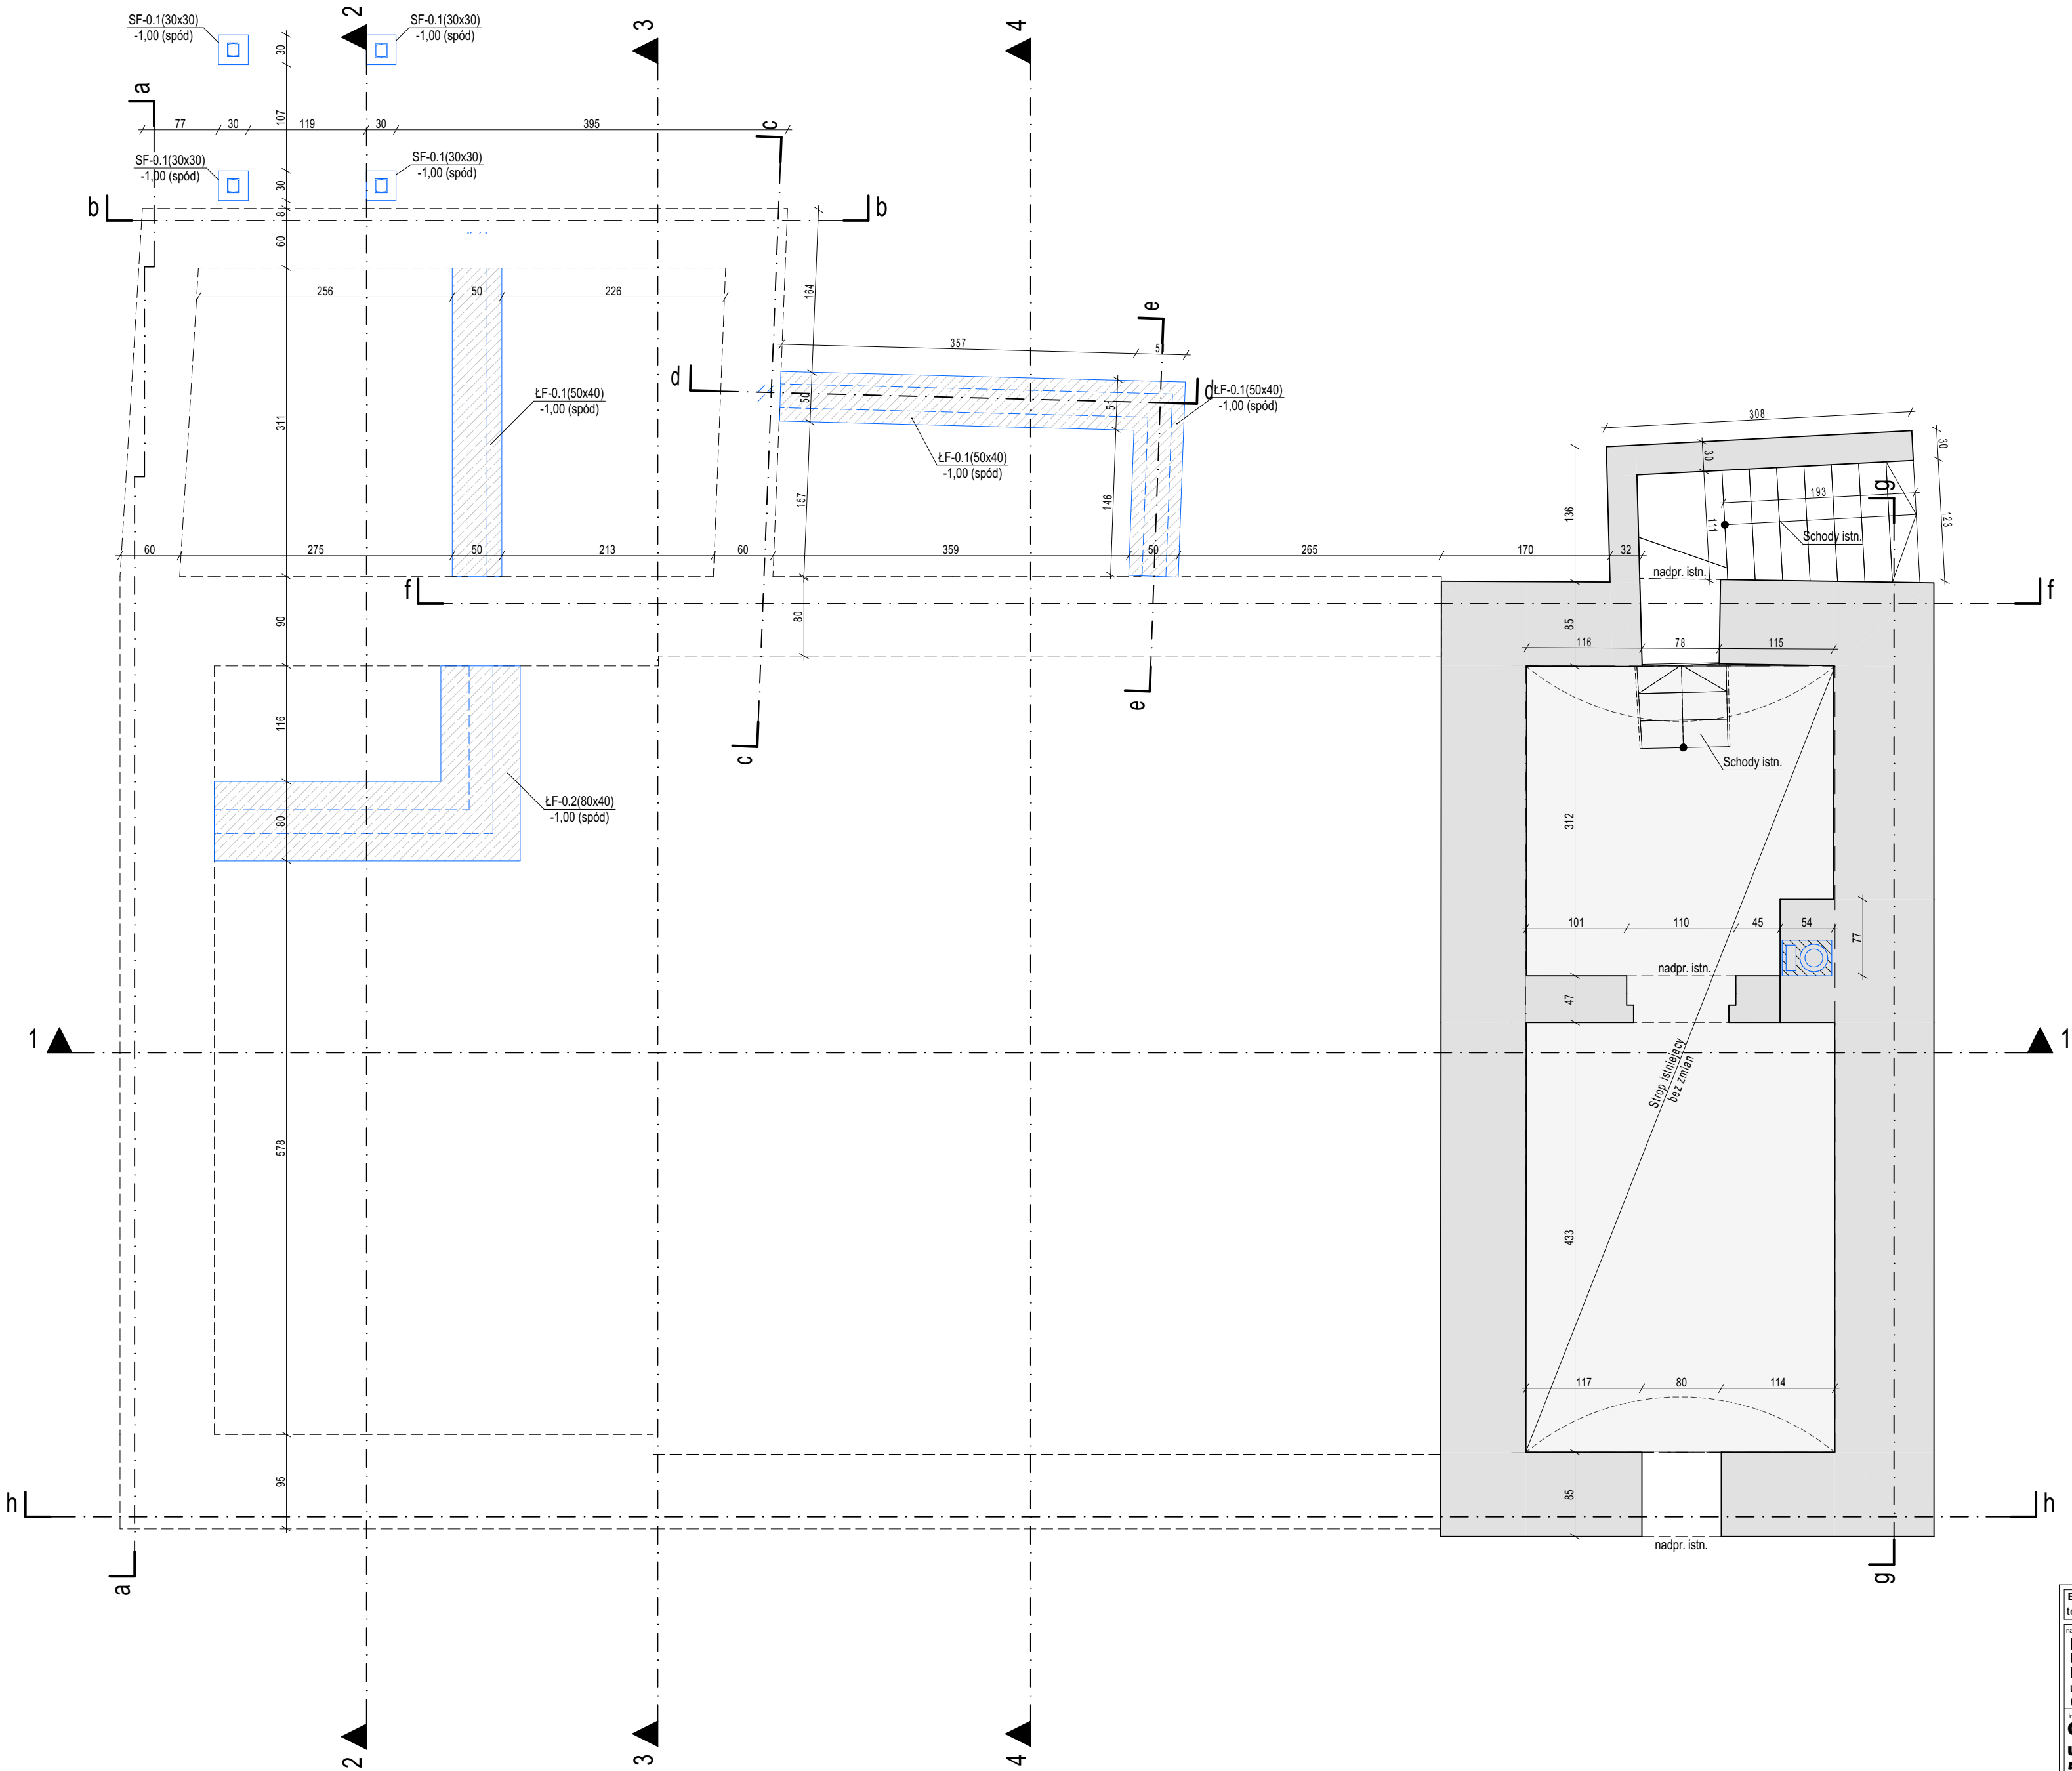 2
3
4
SF-0.1(30x30)
-1,00 (spód)
SF-0.1(30x30)
-1,00 (spód)
30
a
107
77
30
119
30
395
c
SF-0.1(30x30)
-1,00 (spód)
SF-0.1(30x30)
-1,00 (spód)
30
b
b
8
60
256
50
226
164
e
357
5
d
d
50
51
ŁF-0.1(50x40)
-1,00 (spód)
ŁF-0.1(50x40)
-1,00 (spód)
311
ŁF-0.1(50x40)
-1,00 (spód)
308
30
30
g
193
157
146
136
111
123
Schody istn.
60
275
50
213
60
359
50
265
170
32
nadpr. istn.
f
f
90
80
85
116
78
115
e
c
116
Schody istn.
ŁF-0.2(80x40)
-1,00 (spód)
80
312
101
110
45
54
77
nadpr. istn.
47
1
1
Strop istniejący
bez zmian
578
433
117
80
114
95
85
h
h
nadpr. istn.
a
g
2
3
4